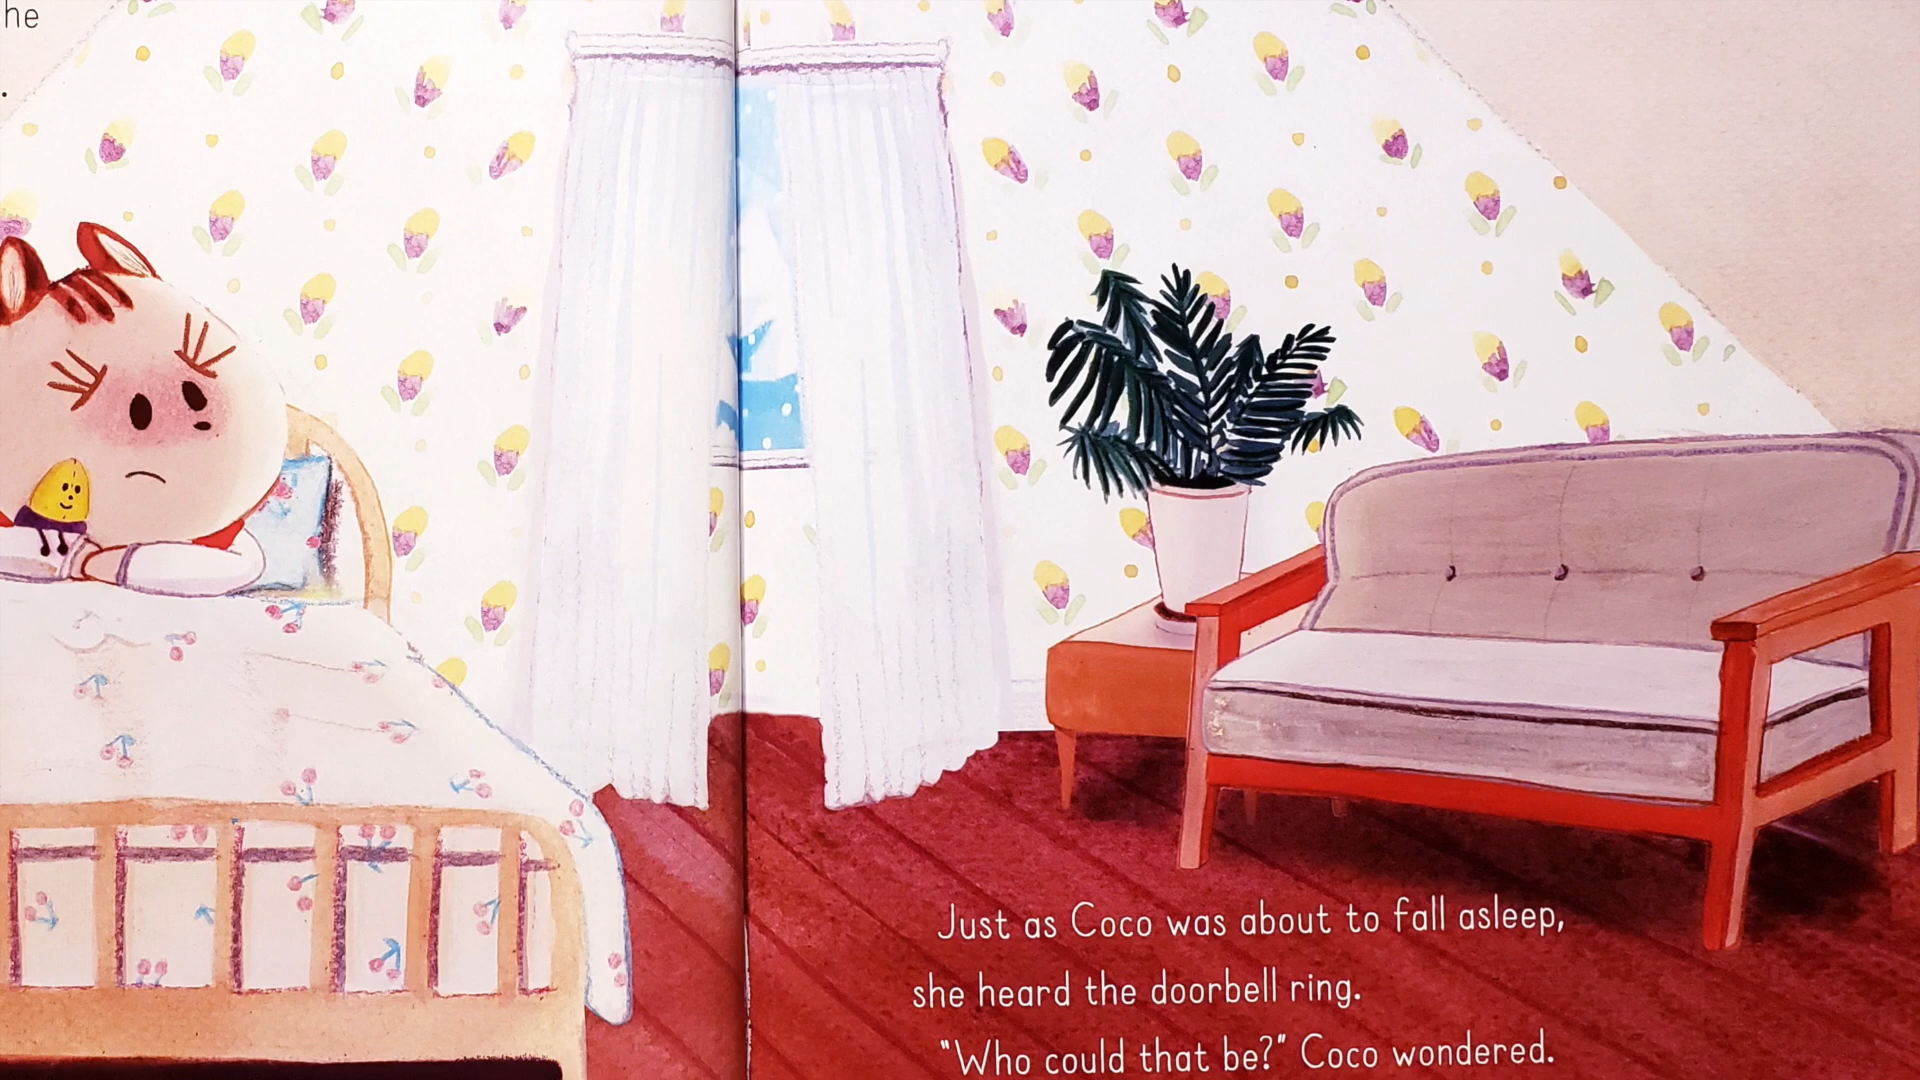 he
.
Just as Coco was about to fall asleep,
she heard the doorbell ring.
"Who could that be?" Coco wondered.